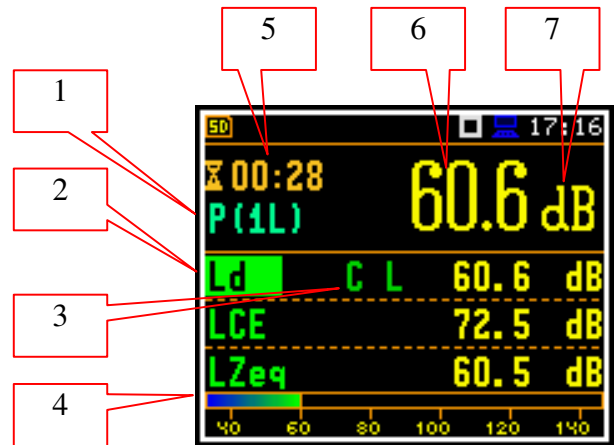 5 6 7
1
SD 17:16
00:28
60.6 dB
P(1L)
2
Ld C L 60.6 dB
3
LCE 72.5 dB
LZeq 60.5 dB
4
40 60 80 100 120 140